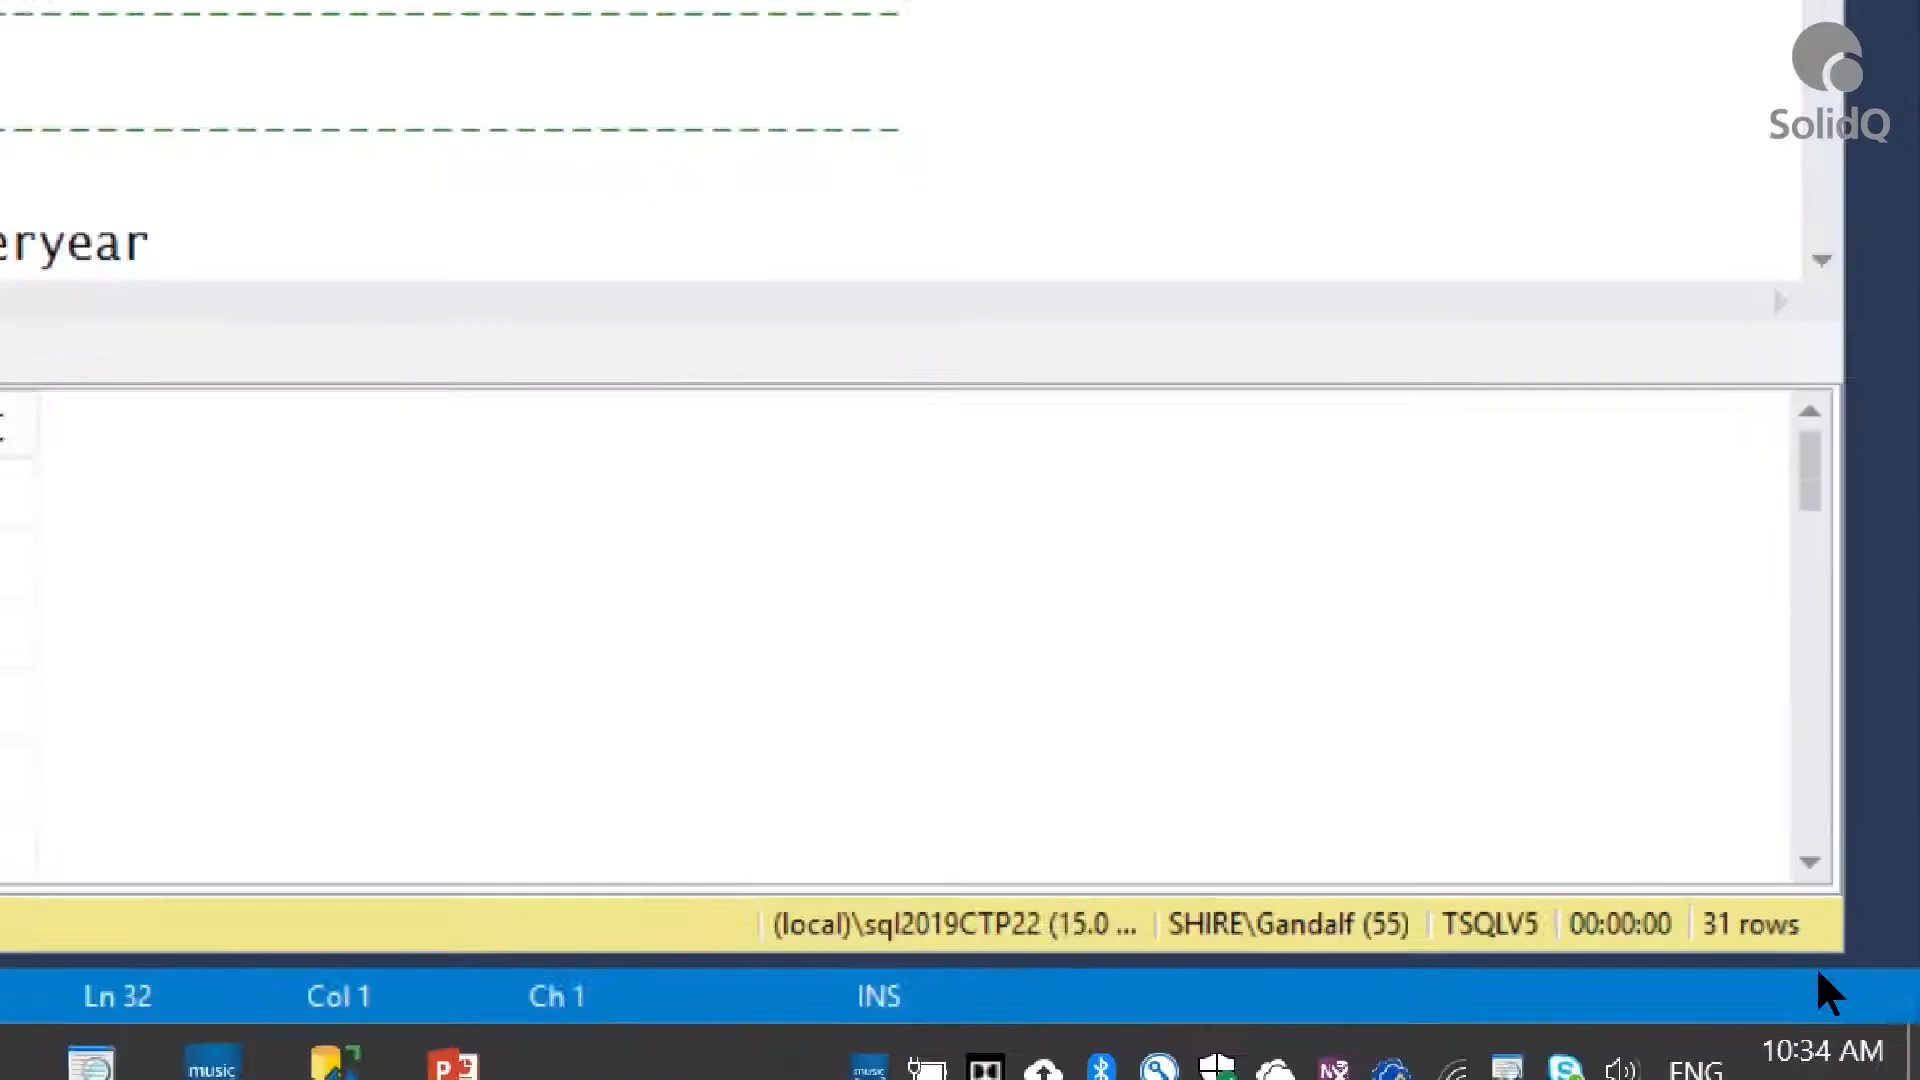 SolidQ
eryear
(local)\sql2019CTP22 (15.0 ... SHIRE\Gandalf (55) TSQLV5 00:00:00 31 rows
Ln 32 Col 1 Ch 1 INS
10:34 AM
music music ENG